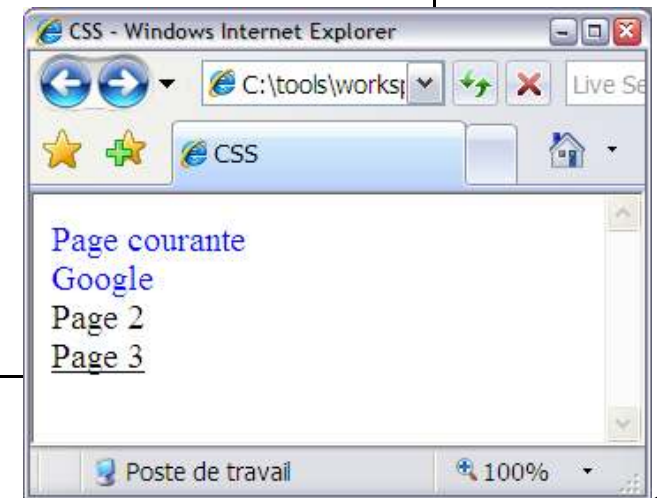 CSS - Windows Internet Explorer
C:\tools\worksp
Live Se
CSS
Page courante
Google
Page 2
Page 3
Poste de travail
100%